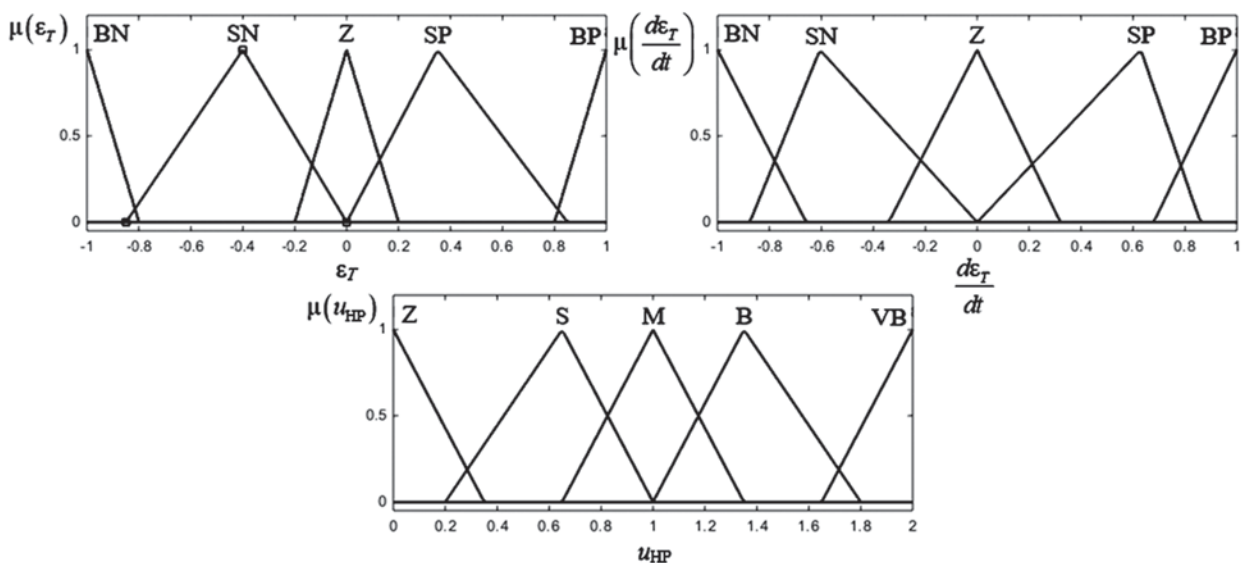 μ(ε_T)
BN SN Z SP BP
1
0.5
0
-1 -0.8 -0.6 -0.4 -0.2 0 0.2 0.4 0.6 0.8 1
ε_T
μ(dε_T/dt)
BN SN Z SP BP
1
0.5
0
-1 -0.8 -0.6 -0.4 -0.2 0 0.2 0.4 0.6 0.8 1
dε_T/dt
μ(u_HP)
Z S M B VB
1
0.5
0
0 0.2 0.4 0.6 0.8 1 1.2 1.4 1.6 1.8 2
u_HP